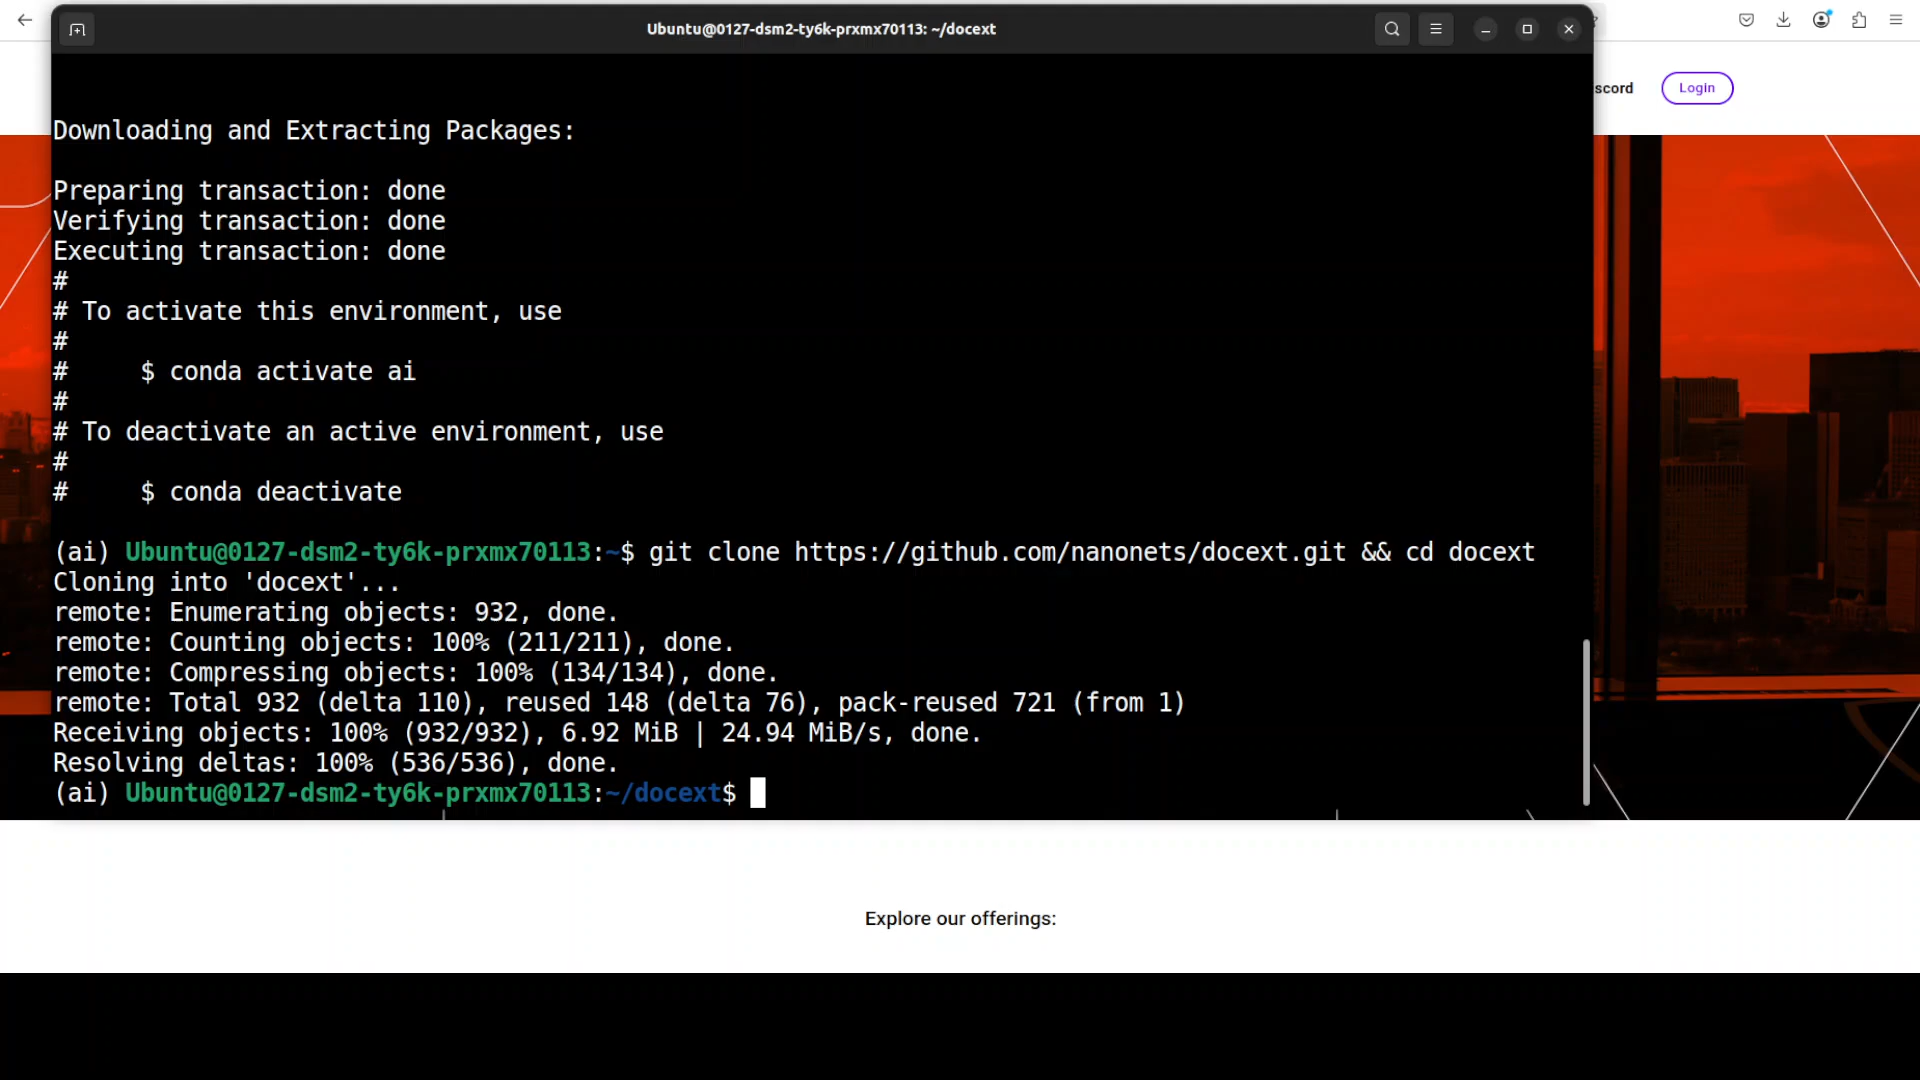 Ubuntu@0127-dsm2-ty6k-prxmx70113: ~/docext
scord
Login
Downloading and Extracting Packages:
Preparing transaction: done
Verifying transaction: done
Executing transaction: done
#
# To activate this environment, use
#
#     $ conda activate ai
#
# To deactivate an active environment, use
#
#     $ conda deactivate
(ai) Ubuntu@0127-dsm2-ty6k-prxmx70113:~$ git clone https://github.com/nanonets/docext.git && cd docext
Cloning into 'docext'...
remote: Enumerating objects: 932, done.
remote: Counting objects: 100% (211/211), done.
remote: Compressing objects: 100% (134/134), done.
remote: Total 932 (delta 110), reused 148 (delta 76), pack-reused 721 (from 1)
Receiving objects: 100% (932/932), 6.92 MiB | 24.94 MiB/s, done.
Resolving deltas: 100% (536/536), done.
(ai) Ubuntu@0127-dsm2-ty6k-prxmx70113:~/docext$
Explore our offerings: